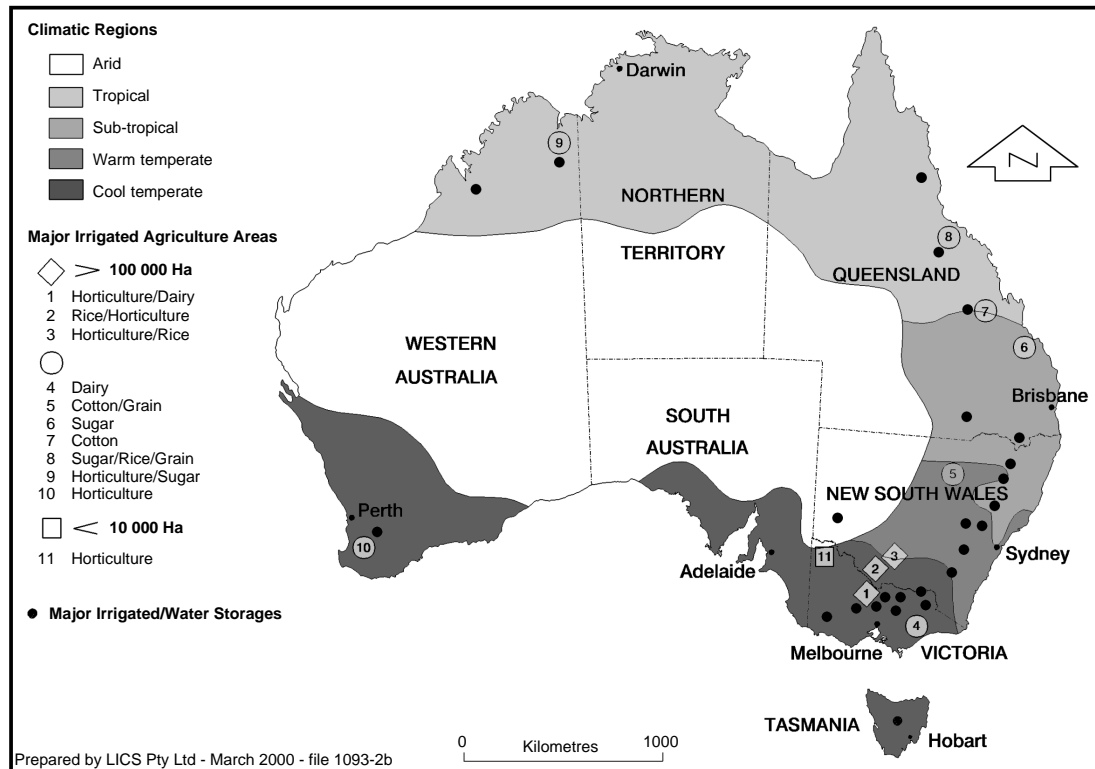 Climatic Regions
Arid
Tropical
Sub-tropical
Warm temperate
Cool temperate
Major Irrigated Agriculture Areas
> 100 000 Ha
1 Horticulture/Dairy
2 Rice/Horticulture
3 Horticulture/Rice
4 Dairy
5 Cotton/Grain
6 Sugar
7 Cotton
8 Sugar/Rice/Grain
9 Horticulture/Sugar
10 Horticulture
< 10 000 Ha
11 Horticulture
Major Irrigated/Water Storages
Prepared by LICS Pty Ltd - March 2000 - file 1093-2b
Darwin
9
N
NORTHERN
TERRITORY
8
QUEENSLAND
7
6
WESTERN
AUSTRALIA
Brisbane
SOUTH
AUSTRALIA
5
NEW SOUTH WALES
Perth
10
Adelaide
11
2
3
Sydney
1
4
Melbourne
VICTORIA
TASMANIA
Hobart
0 Kilometres 1000